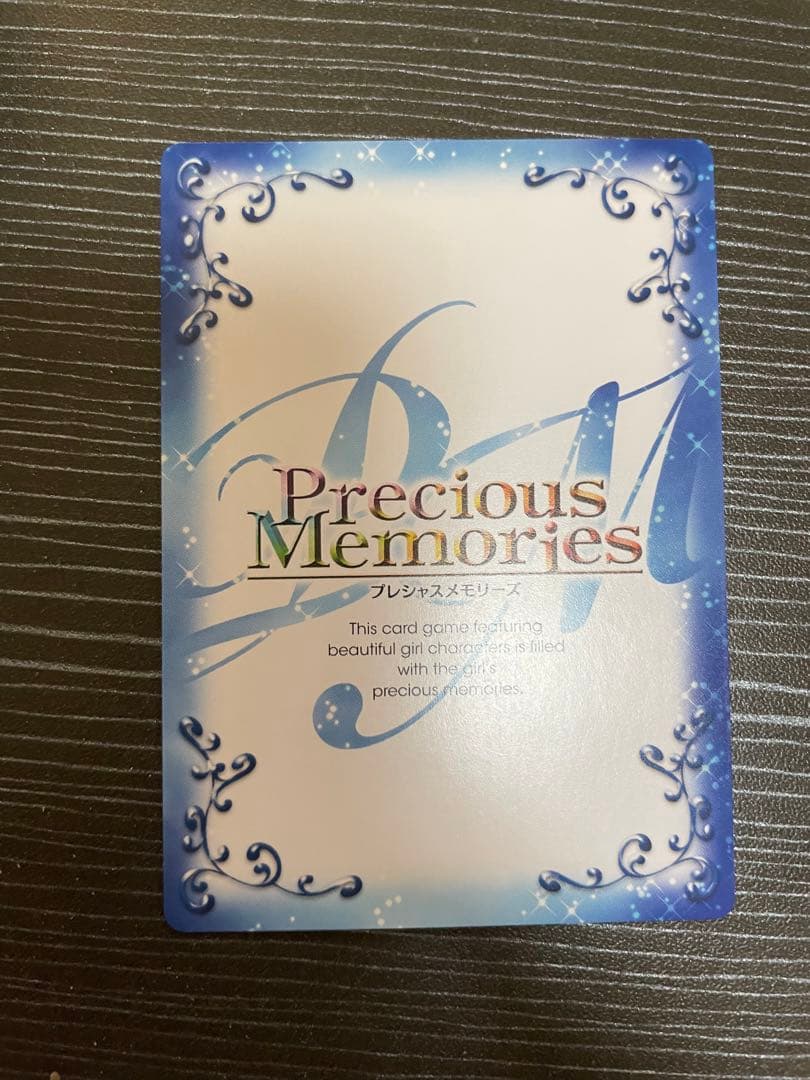 Precious
Memories
プレシャスメモリーズ
This card game featuring
beautiful girl characters is filled
with the girl's
precious memories.